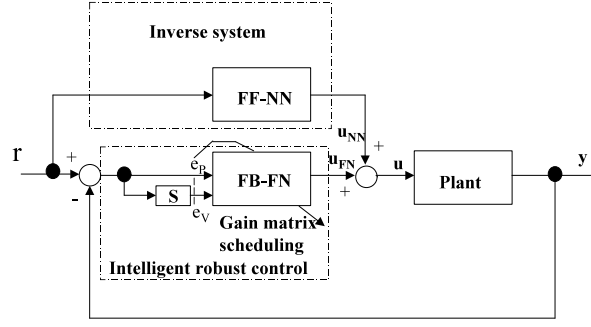 Inverse system
FF-NN
u_NN
+
r
+
-
e_P
FB-FN
u_FN
+
u
Plant
y
S
e_V
Gain matrix
scheduling
Intelligent robust control